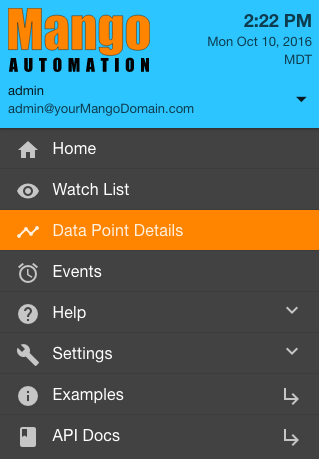 Mango
AUTOMATION
2:22 PM
Mon Oct 10, 2016
MDT
admin
admin@yourMangoDomain.com
Home
Watch List
Data Point Details
Events
Help
Settings
Examples
API Docs